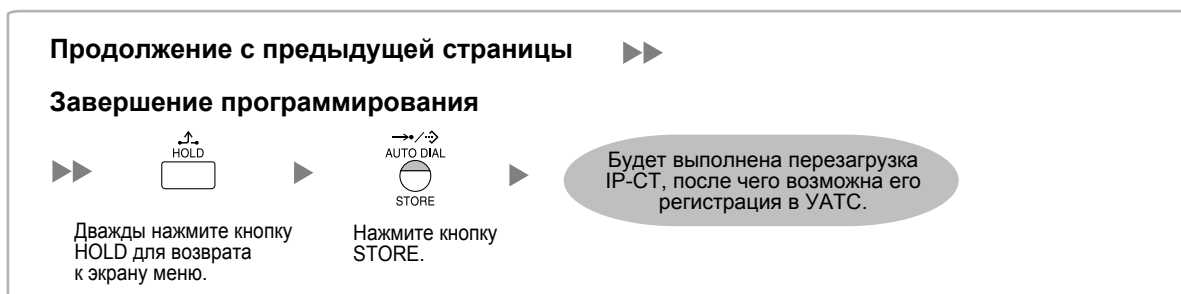 Продолжение с предыдущей страницы
Завершение программирования
HOLD
AUTO DIAL
STORE
Дважды нажмите кнопку
HOLD для возврата
к экрану меню.
Нажмите кнопку
STORE.
Будет выполнена перезагрузка
IP-СТ, после чего возможна его
регистрация в УАТС.